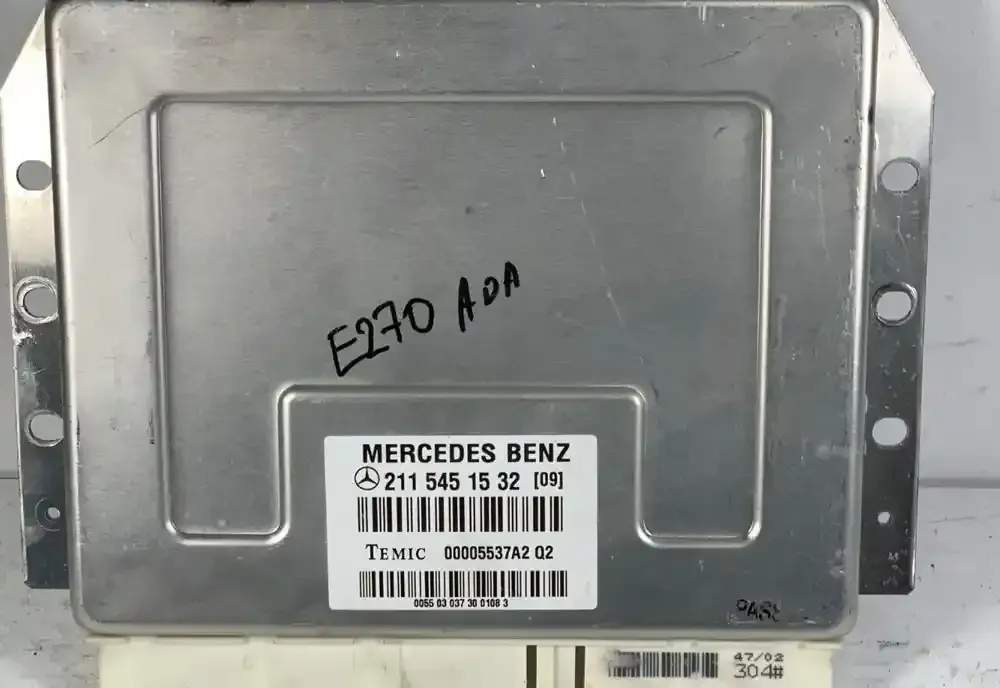 E270 ADA
MERCEDES BENZ
211 545 15 32 [09]
TEMIC 00005537A2 Q2
0055 03 037 30 0108 3
47/02
304#